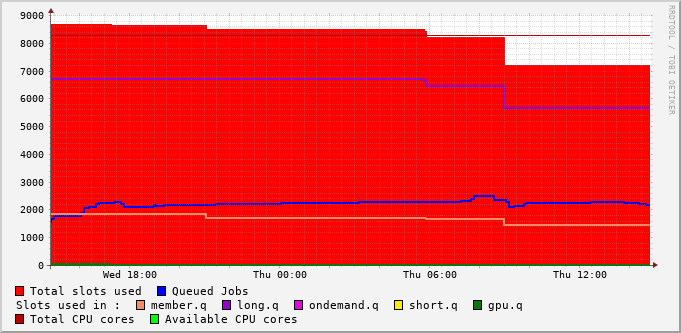 9000
8000
7000
6000
5000
4000
3000
2000
1000
0
Wed 18:00 Thu 00:00 Thu 06:00 Thu 12:00
RRDTOOL / TOBI OETIKER
Total slots used Queued Jobs
Slots used in : member.q long.q ondemand.q short.q gpu.q
Total CPU cores Available CPU cores